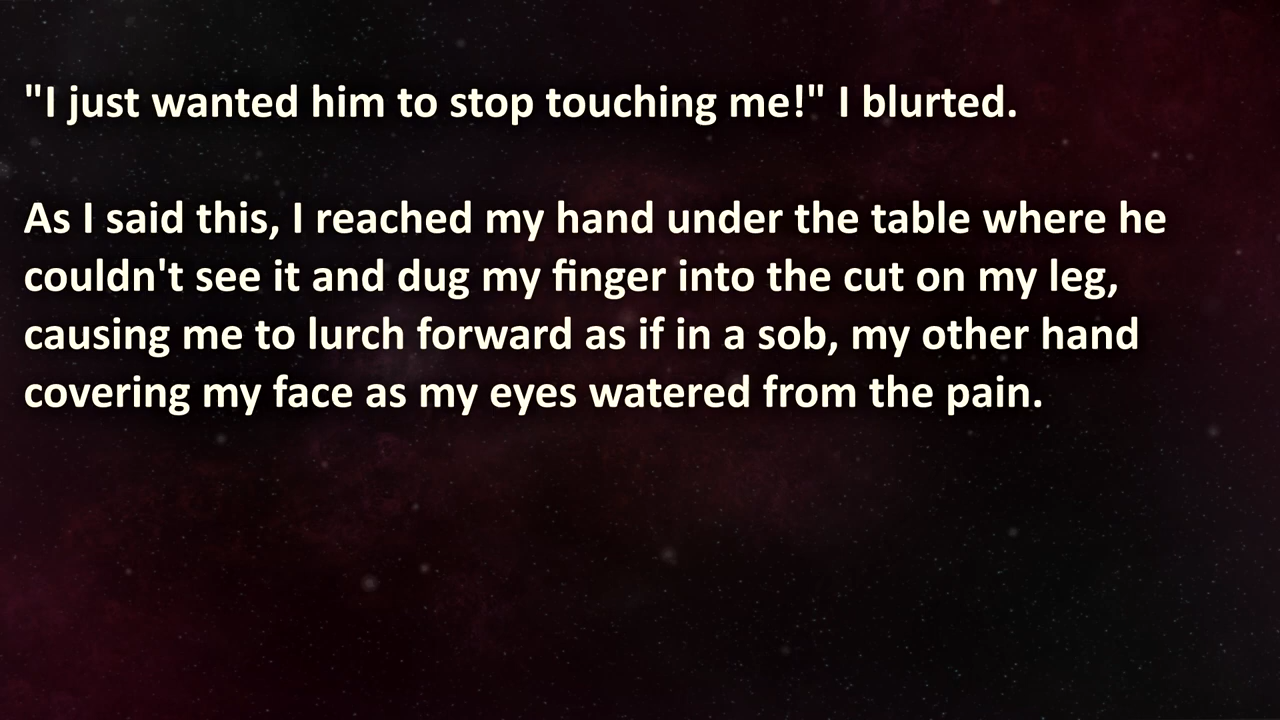 "I just wanted him to stop touching me!" I blurted.
As I said this, I reached my hand under the table where he
couldn't see it and dug my finger into the cut on my leg,
causing me to lurch forward as if in a sob, my other hand
covering my face as my eyes watered from the pain.